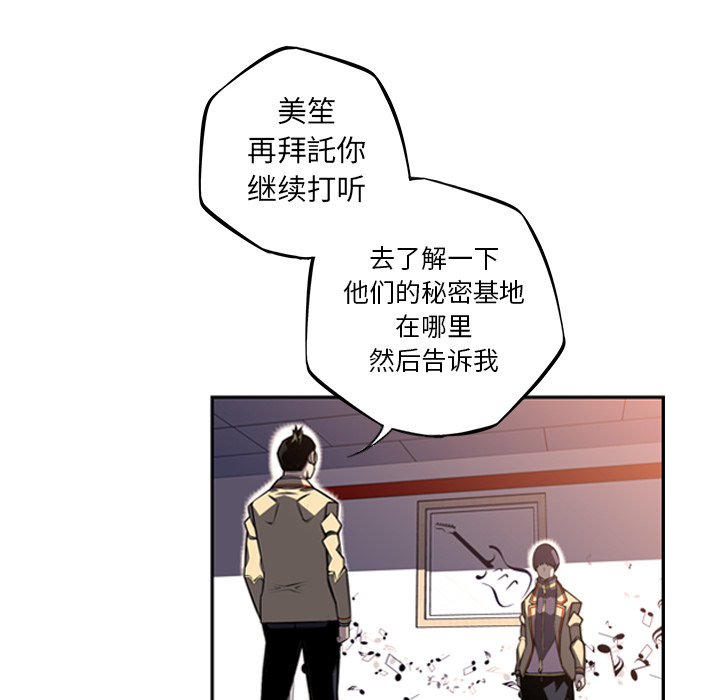 美笙
再拜託你
继续打听
去了解一下
他们的秘密基地
在哪里
然后告诉我